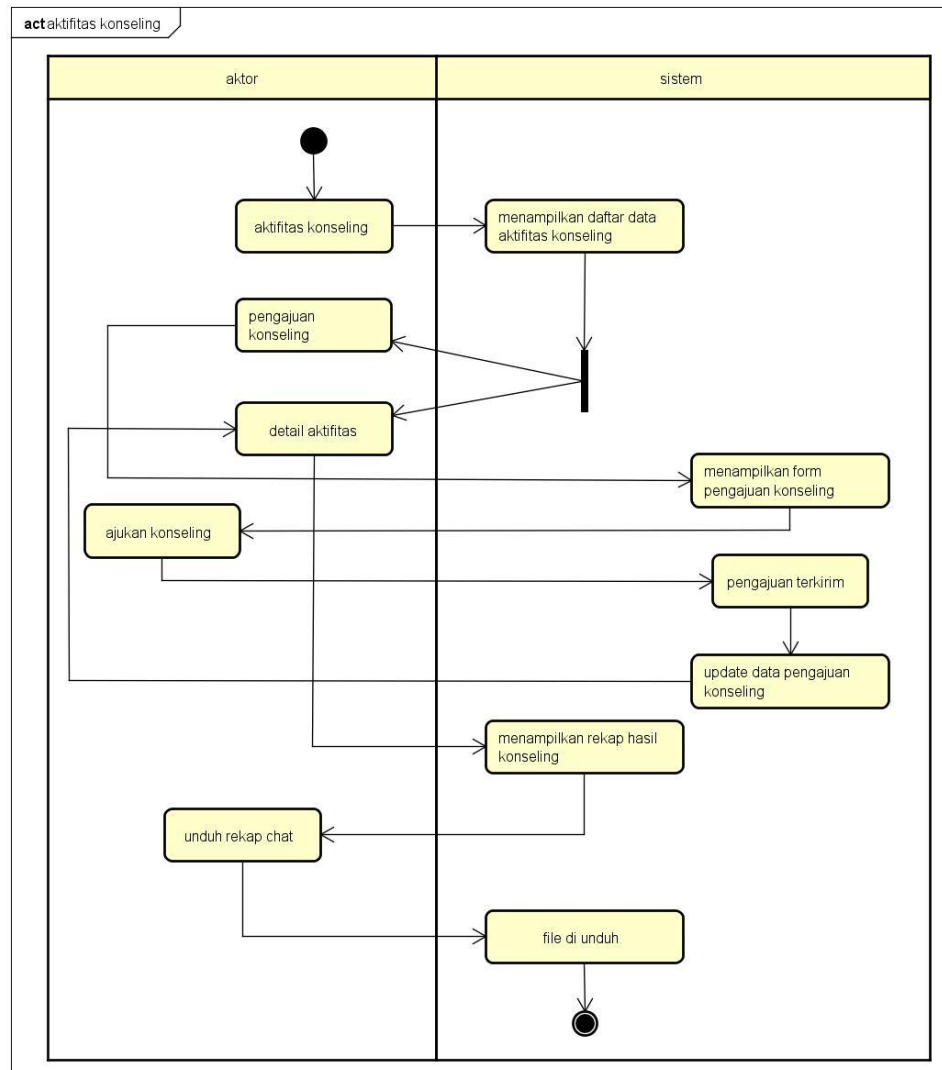 act aktifitas konseling
aktor
sistem
aktifitas konseling
menampilkan daftar data
aktifitas konseling
pengajuan
konseling
detail aktifitas
menampilkan form
pengajuan konseling
ajukan konseling
pengajuan terkirim
update data pengajuan
konseling
menampilkan rekap hasil
konseling
unduh rekap chat
file di unduh